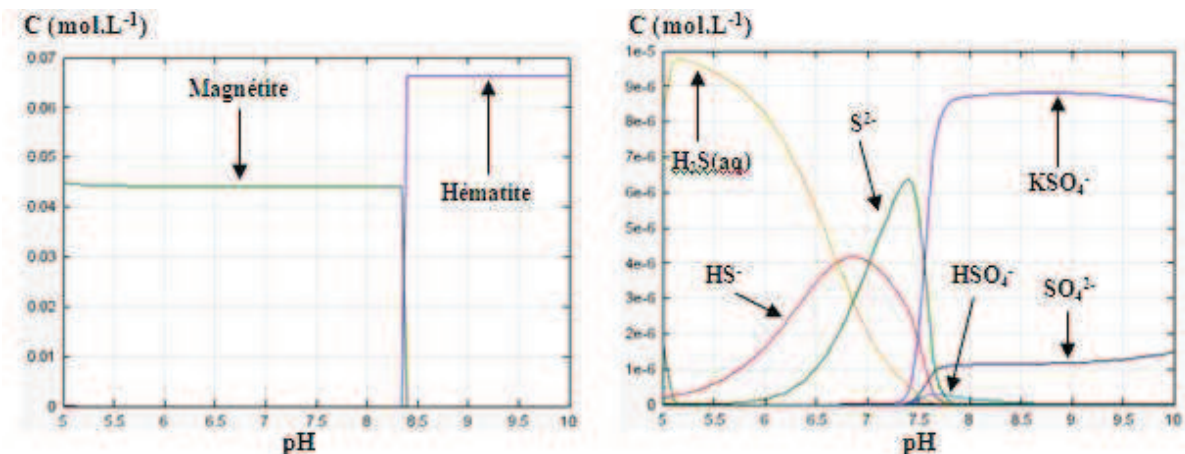 C (mol.L-1)
0.07
0.06
0.05
0.04
0.03
0.02
0.01
0
5
5.5
6
6.5
7
7.5
8
8.5
9
9.5
10
pH
Magnétite
Hématite
C (mol.L-1)
1e-5
9e-6
8e-6
7e-6
6e-6
5e-6
4e-6
3e-6
2e-6
1e-6
0
5
5.5
6
6.5
7
7.5
8
8.5
9
9.5
10
pH
H2S(aq)
S2-
HS-
HSO4-
KSO4-
SO42-